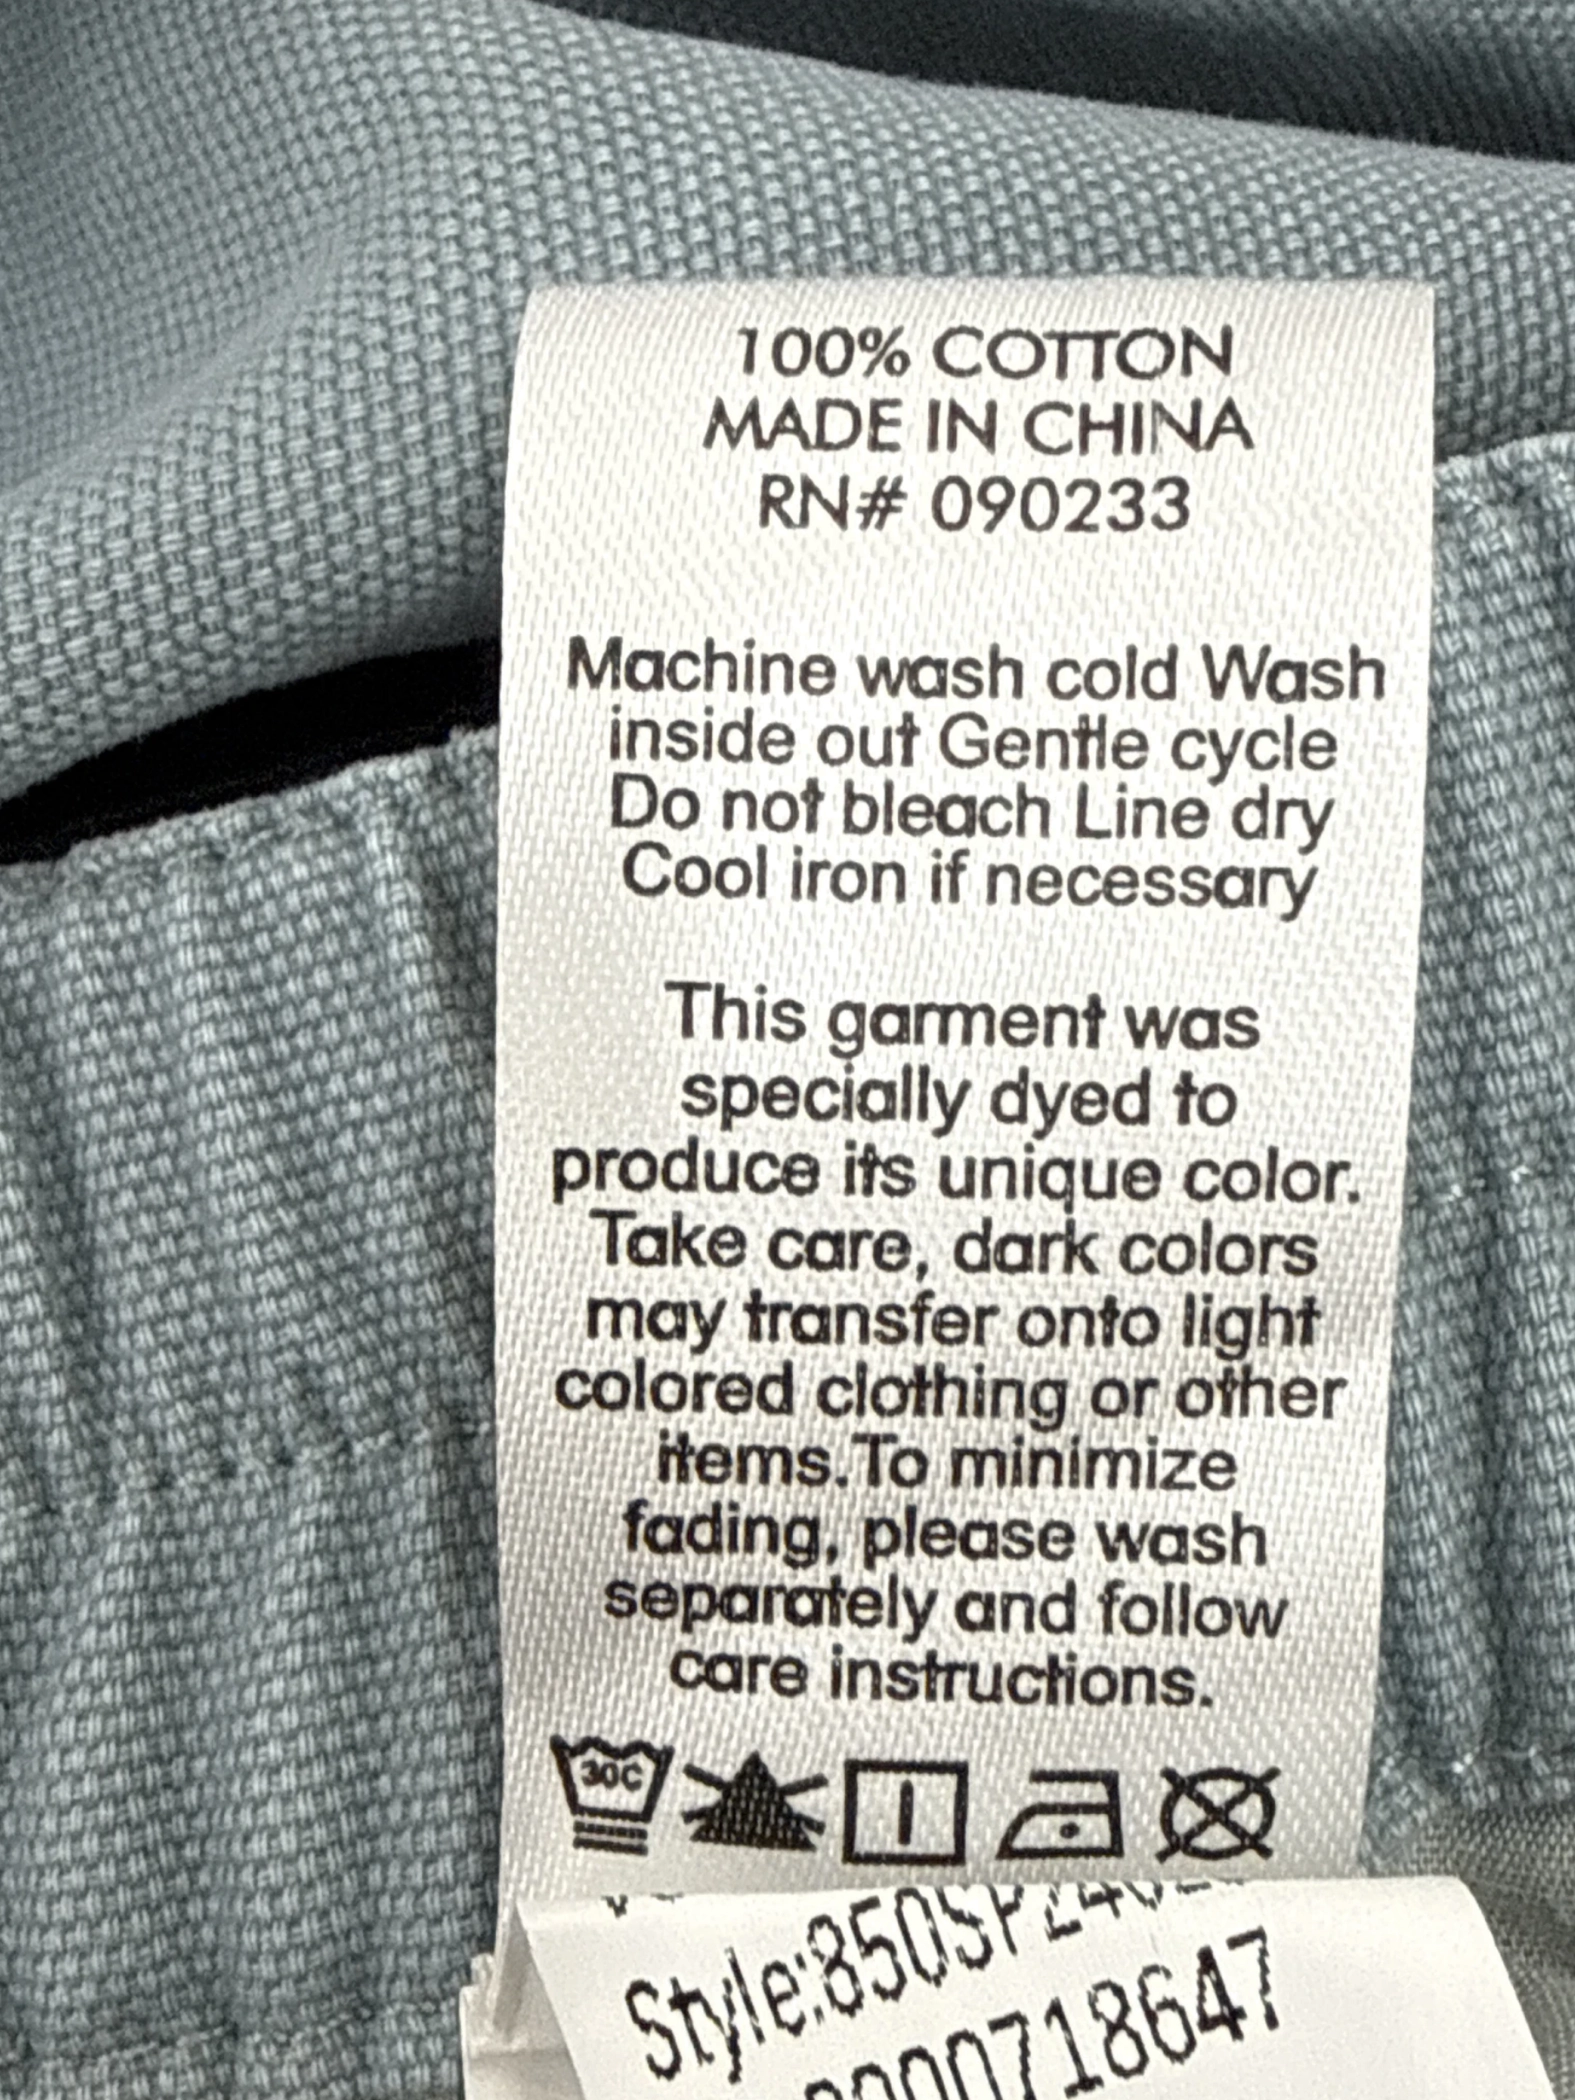 100% COTTON
MADE IN CHINA
RN# 090233
Machine wash cold Wash
inside out Gentle cycle
Do not bleach Line dry
Cool iron if necessary
This garment was
specially dyed to
produce its unique color.
Take care, dark colors
may transfer onto light
colored clothing or other
items.To minimize
fading, please wash
separately and follow
care instructions.
30C